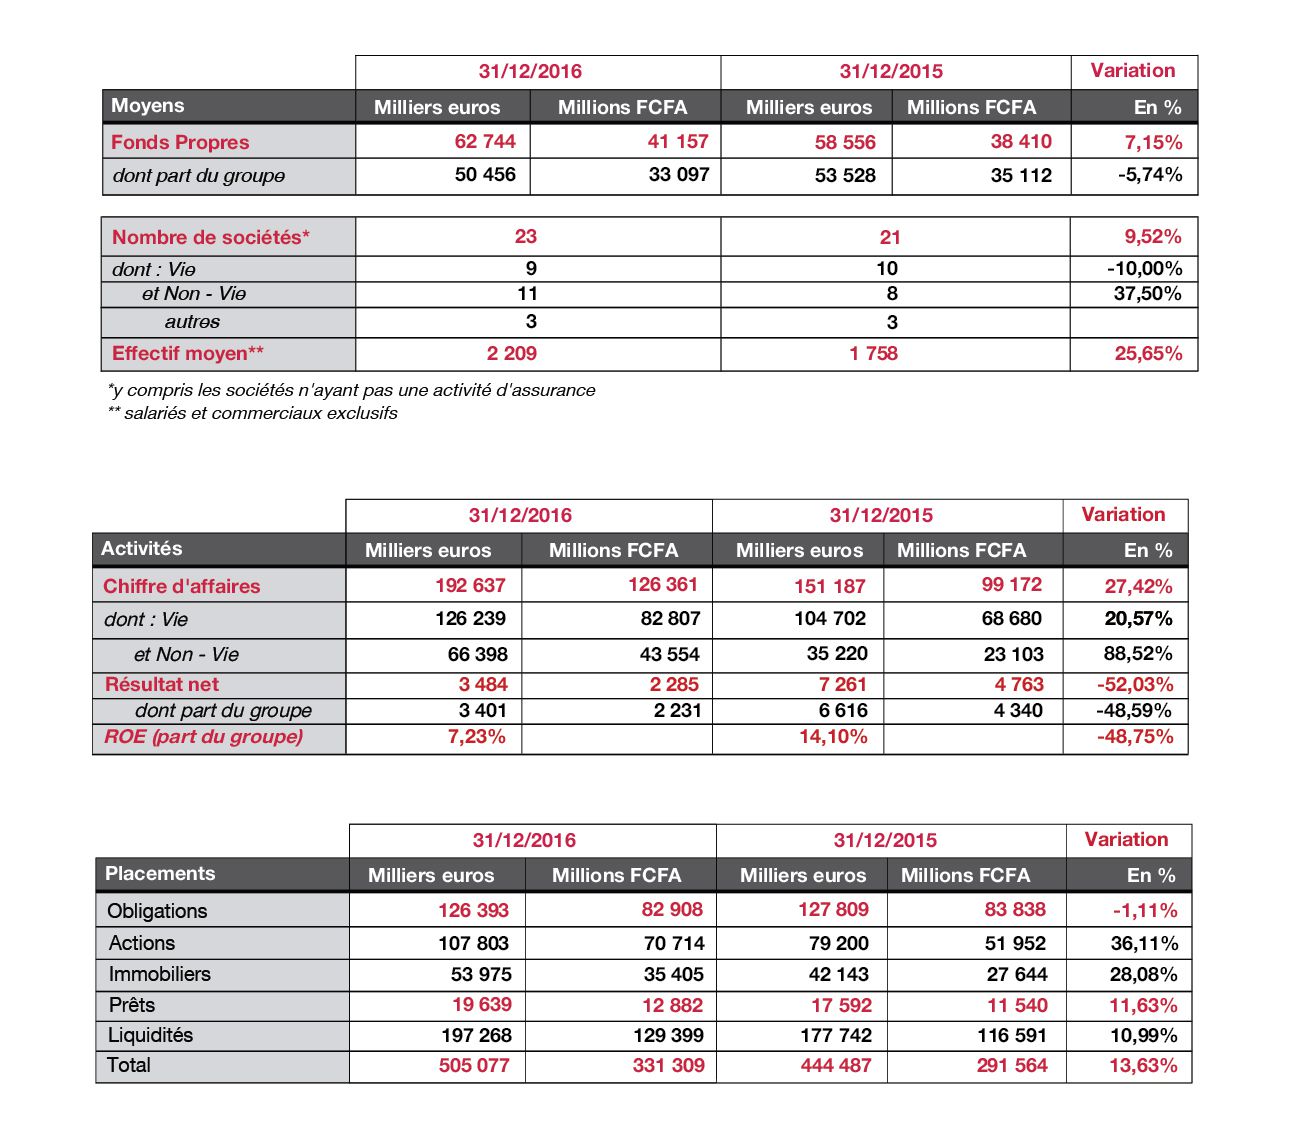 31/12/2016 31/12/2015 Variation
Moyens Milliers euros Millions FCFA Milliers euros Millions FCFA En %
Fonds Propres 62 744 41 157 58 556 38 410 7,15%
dont part du groupe 50 456 33 097 53 528 35 112 -5,74%
Nombre de sociétés* 23 21 9,52%
dont : Vie 9 10 -10,00%
et Non - Vie 11 8 37,50%
autres 3 3
Effectif moyen** 2 209 1 758 25,65%
*y compris les sociétés n'ayant pas une activité d'assurance
** salariés et commerciaux exclusifs
31/12/2016 31/12/2015 Variation
Activités Milliers euros Millions FCFA Milliers euros Millions FCFA En %
Chiffre d'affaires 192 637 126 361 151 187 99 172 27,42%
dont : Vie 126 239 82 807 104 702 68 680 20,57%
et Non - Vie 66 398 43 554 35 220 23 103 88,52%
Résultat net 3 484 2 285 7 261 4 763 -52,03%
dont part du groupe 3 401 2 231 6 616 4 340 -48,59%
ROE (part du groupe) 7,23% 14,10% -48,75%
31/12/2016 31/12/2015 Variation
Placements Milliers euros Millions FCFA Milliers euros Millions FCFA En %
Obligations 126 393 82 908 127 809 83 838 -1,11%
Actions 107 803 70 714 79 200 51 952 36,11%
Immobiliers 53 975 35 405 42 143 27 644 28,08%
Prêts 19 639 12 882 17 592 11 540 11,63%
Liquidités 197 268 129 399 177 742 116 591 10,99%
Total 505 077 331 309 444 487 291 564 13,63%